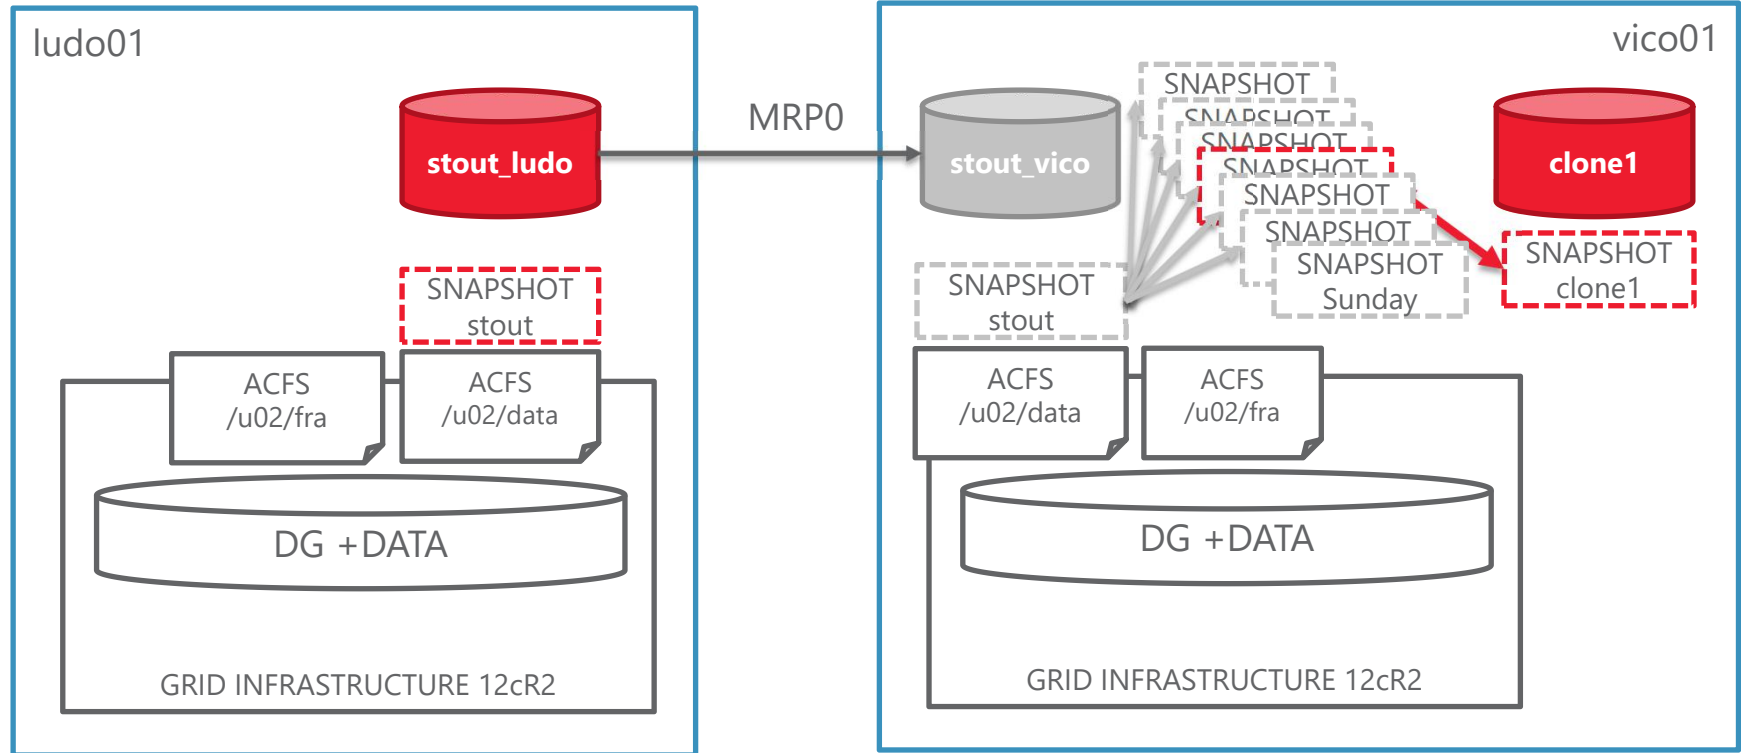 ludo01
stout_ludo
SNAPSHOT
stout
ACFS
/u02/fra
ACFS
/u02/data
DG +DATA
GRID INFRASTRUCTURE 12cR2
MRP0
vico01
stout_vico
SNAPSHOT
SNAPSHOT
SNAPSHOT
SNAPSHOT
SNAPSHOT
SNAPSHOT
SNAPSHOT
Sunday
clone1
SNAPSHOT
clone1
SNAPSHOT
stout
ACFS
/u02/data
ACFS
/u02/fra
DG +DATA
GRID INFRASTRUCTURE 12cR2